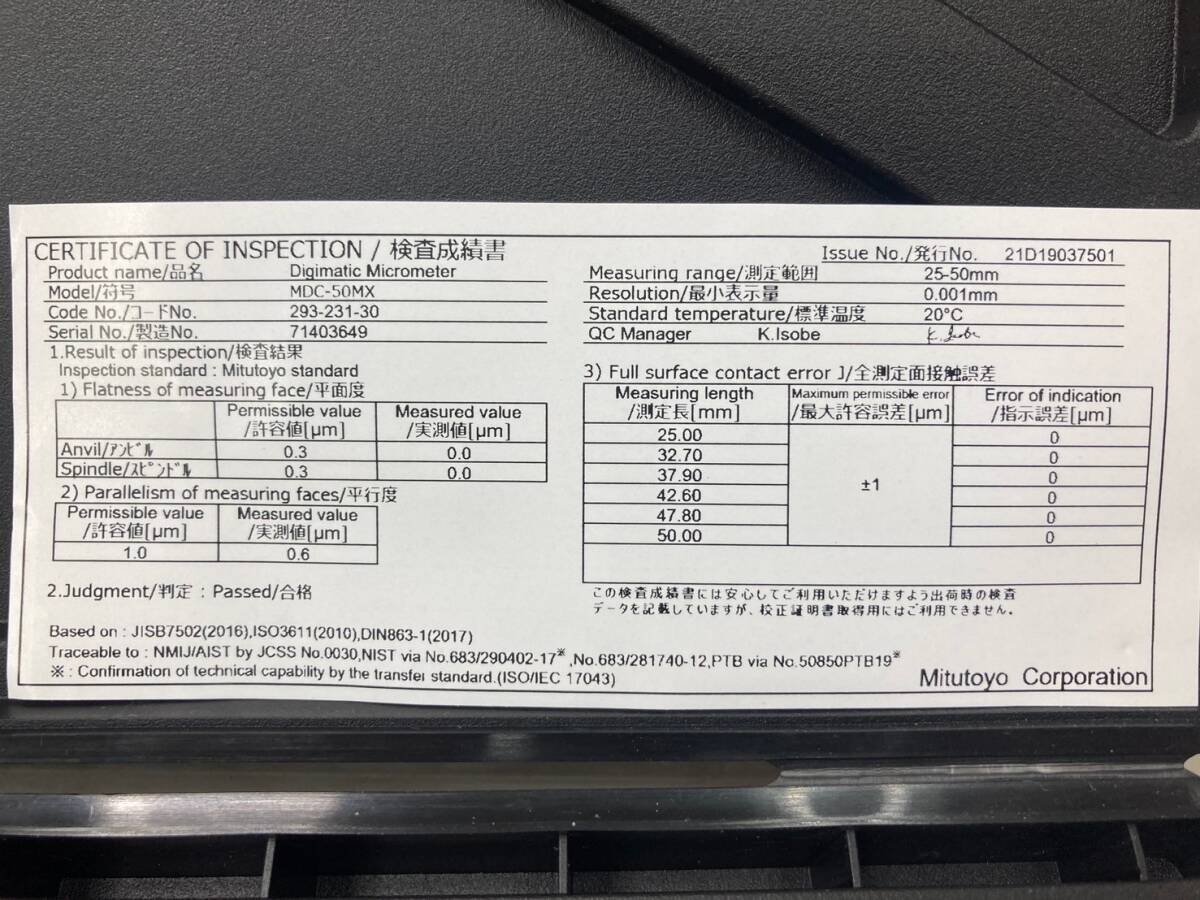 CERTIFICATE OF INSPECTION / 検査成績書
Issue No./発行No. 21D19037501
Product name/品名 Digimatic Micrometer
Model/符号 MDC-50MX
Code No./コードNo. 293-231-30
Serial No./製造No. 71403649
Measuring range/測定範囲 25-50mm
Resolution/最小表示量 0.001mm
Standard temperature/標準温度 20°C
QC Manager K.Isobe K.Isobe
1.Result of inspection/検査結果
Inspection standard : Mitutoyo standard
1) Flatness of measuring face/平面度
Permissible value Measured value
/許容値[µm] /実測値[µm]
Anvil/アンビル 0.3 0.0
Spindle/スピンドル 0.3 0.0
2) Parallelism of measuring faces/平行度
Permissible value Measured value
/許容値[µm] /実測値[µm]
1.0 0.6
2.Judgment/判定 : Passed/合格
3) Full surface contact error J/全測定面接触誤差
Measuring length Maximum permissible error Error of indication
/測定長[mm] /最大許容誤差[µm] /指示誤差[µm]
25.00 0
32.70 0
37.90 0
±1
42.60 0
47.80 0
50.00 0
この検査成績書には安心してご利用いただけますよう出荷時の検査
データを記載していますが、校正証明書取得用にはご利用できません。
Based on : JISB7502(2016),ISO3611(2010),DIN863-1(2017)
Traceable to : NMIJ/AIST by JCSS No.0030,NIST via No.683/290402-17※,No.683/281740-12,PTB via No.50850PTB19※
※ : Confirmation of technical capability by the transfer standard.(ISO/IEC 17043)
Mitutoyo Corporation